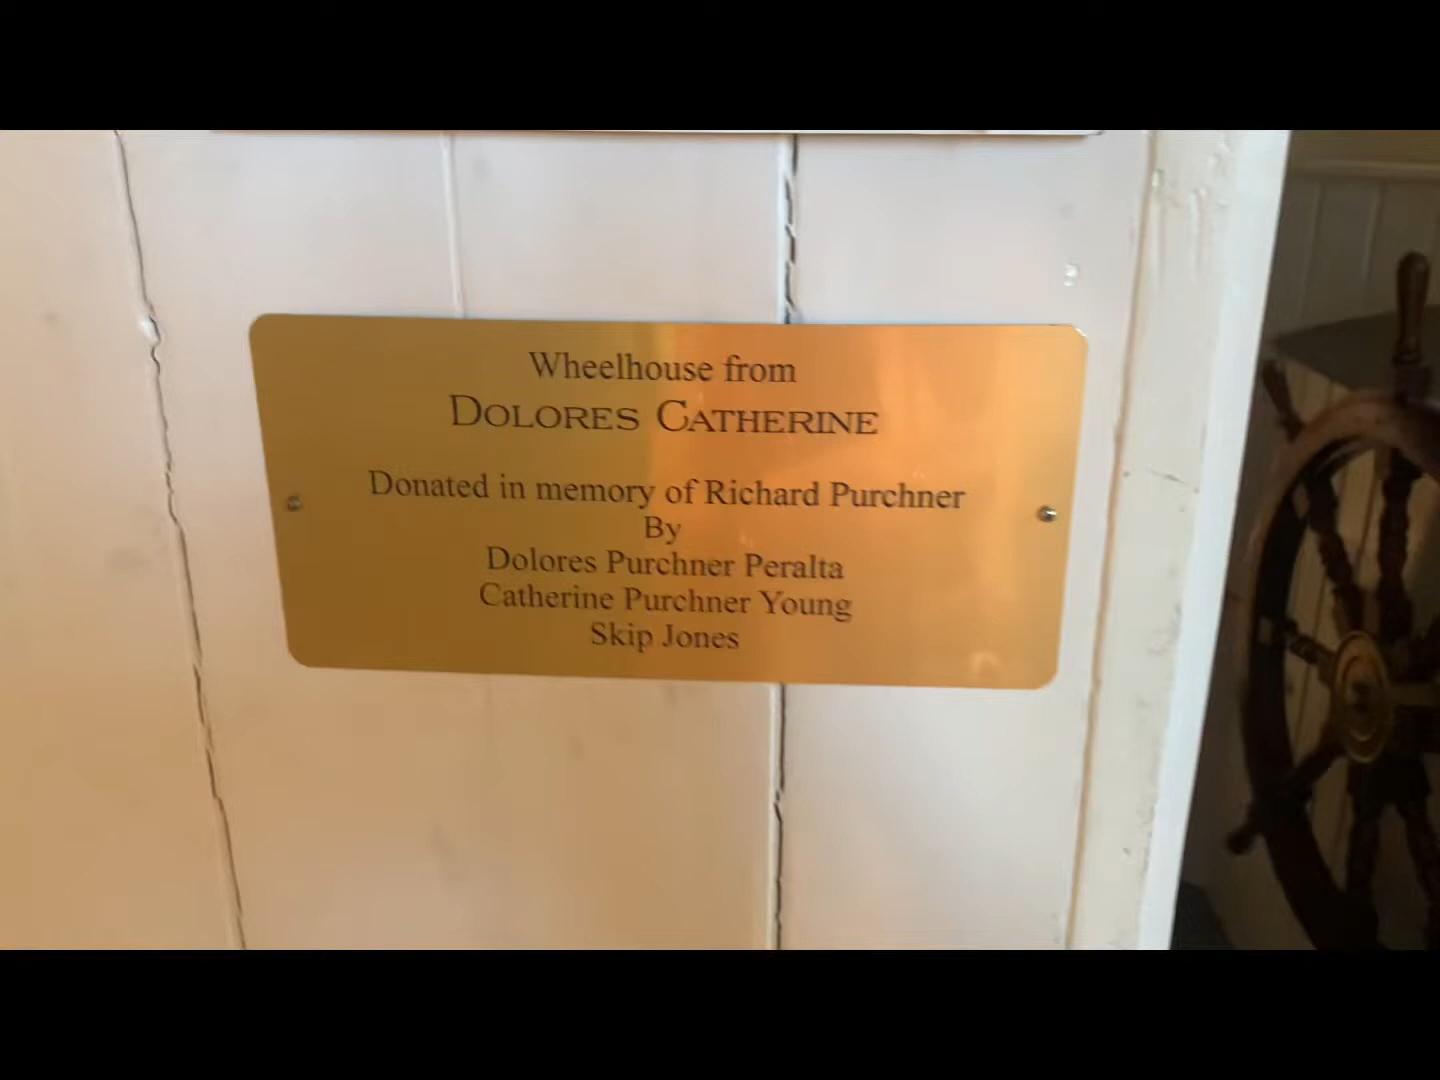 Wheelhouse from
DOLORES CATHERINE
Donated in memory of Richard Purchner
By
Dolores Purchner Peralta
Catherine Purchner Young
Skip Jones